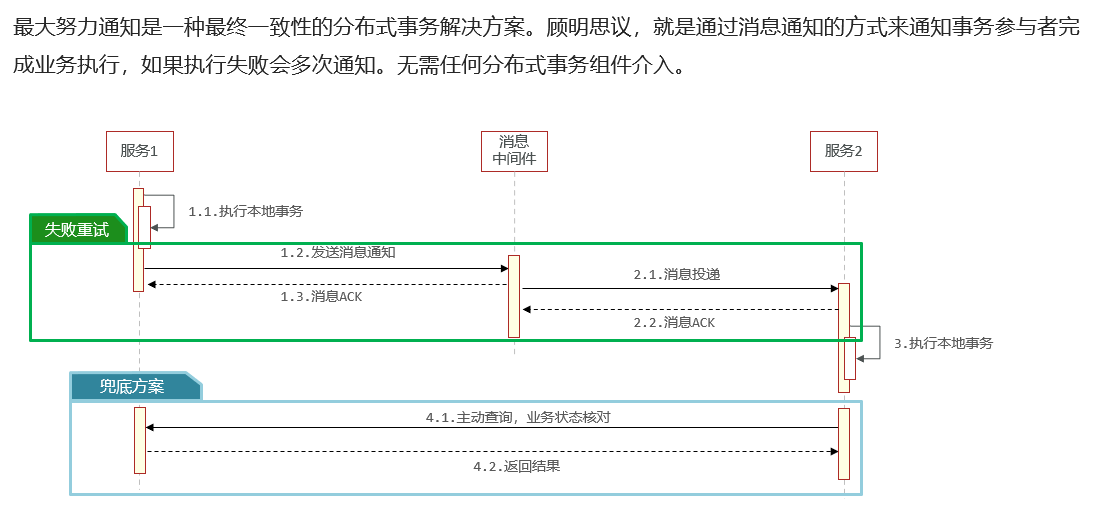 最大努力通知是一种最终一致性的分布式事务解决方案。顾明思议，就是通过消息通知的方式来通知事务参与者完
成业务执行，如果执行失败会多次通知。无需任何分布式事务组件介入。
服务1
消息
中间件
服务2
1.1.执行本地事务
失败重试
1.2.发送消息通知
2.1.消息投递
1.3.消息ACK
2.2.消息ACK
3.执行本地事务
兜底方案
4.1.主动查询，业务状态核对
4.2.返回结果